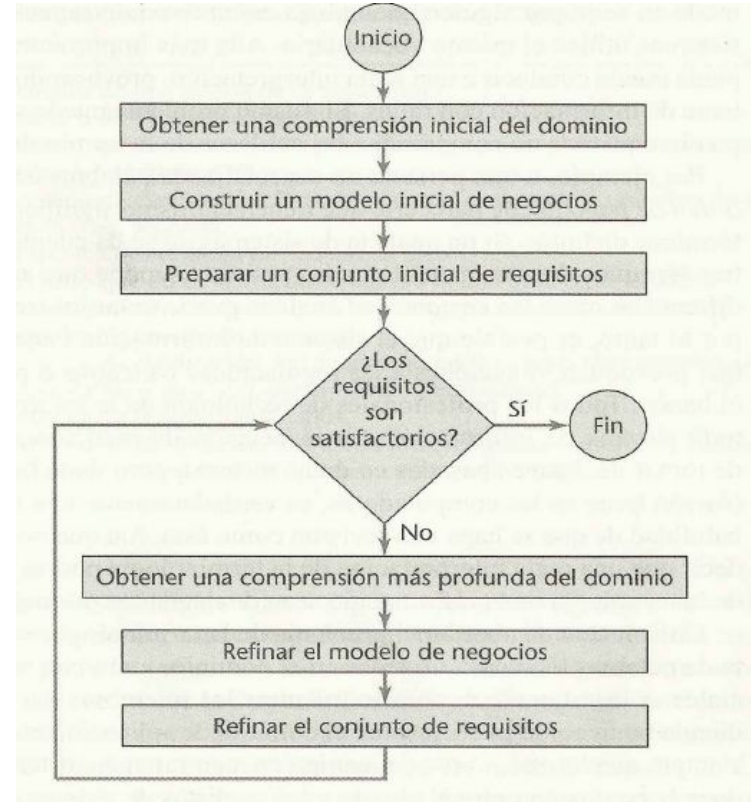 Inicio
Obtener una comprensión inicial del dominio
Construir un modelo inicial de negocios
Preparar un conjunto inicial de requisitos
¿Los
requisitos
son
satisfactorios?
Sí
Fin
No
Obtener una comprensión más profunda del dominio
Refinar el modelo de negocios
Refinar el conjunto de requisitos